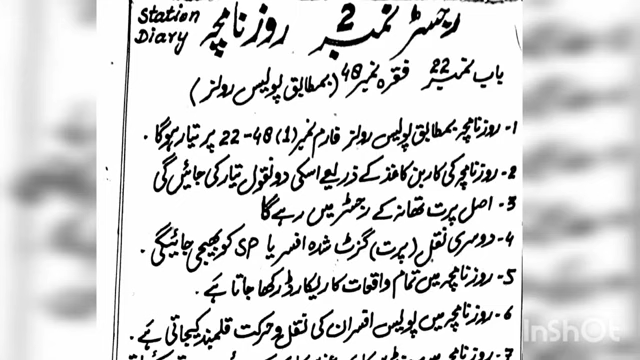 Station
Diary
رجسٹر نمبر 2 روزنامچہ
باب نمبر 22 فقرہ نمبر 48 (بمطابق پولیس رولز)
1- روزنامچہ بمطابق پولیس رولز فارم نمبر (1) 48-22 پر تیار ہوگا۔
2- روزنامچہ کی کاربن کاغذ کے ذریعے اسکی دو نقول تیار کی جائیں گی
3- اصل پرت تھانہ کے رجسٹر میں رہے گا
4- دوسری نقل (پرت) گزٹ شدہ افسر یا SP کو بھیجی جائیگی۔
5- روزنامچہ میں تمام واقعات کا ریکارڈ رکھا جاتا ہے۔
6- روزنامچہ میں پولیس افسران کی نقل و حرکت قلمبند کیجاتی ہے۔
7- روزنامچہ میں
InShOt